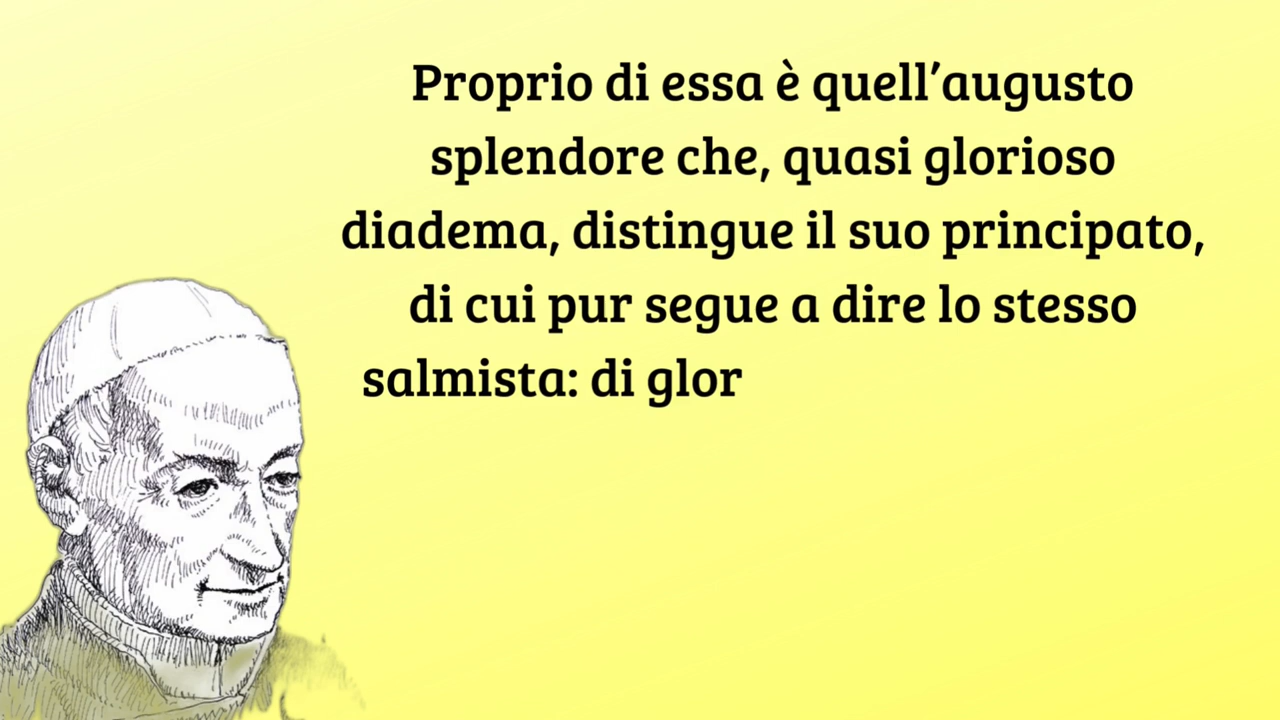 Proprio di essa è quell’augusto
splendore che, quasi glorioso
diadema, distingue il suo principato,
di cui pur segue a dire lo stesso
salmista: di glor